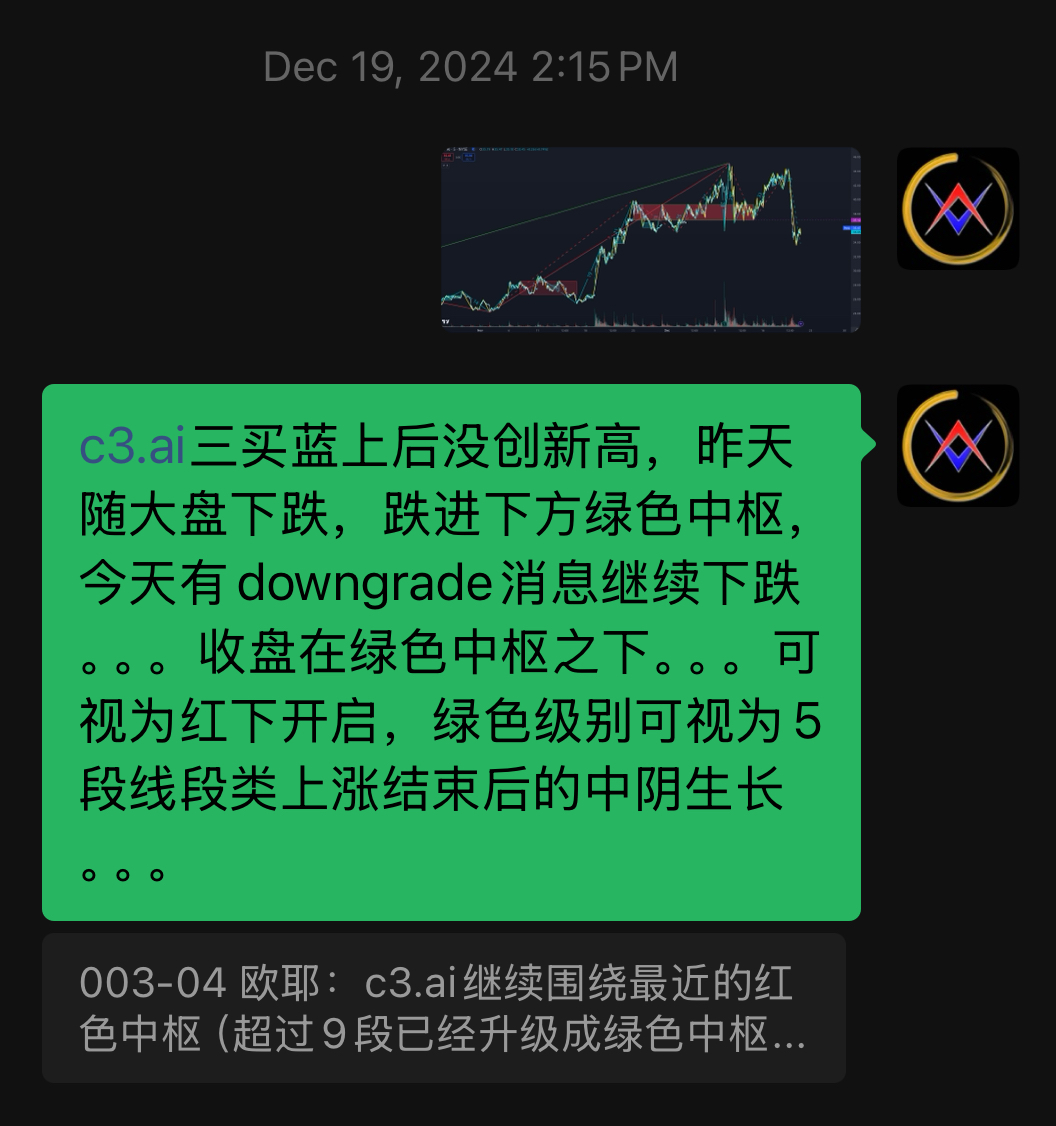 Dec 19, 2024 2:15 PM
c3.ai三买蓝上后没创新高，昨天
随大盘下跌，跌进下方绿色中枢，
今天有downgrade消息继续下跌
。。。收盘在绿色中枢之下。。。可
视为红下开启，绿色级别可视为5
段线段类上涨结束后的中阴生长
。。。
003-04 欧耶：c3.ai继续围绕最近的红
色中枢（超过9段已经升级成绿色中枢...